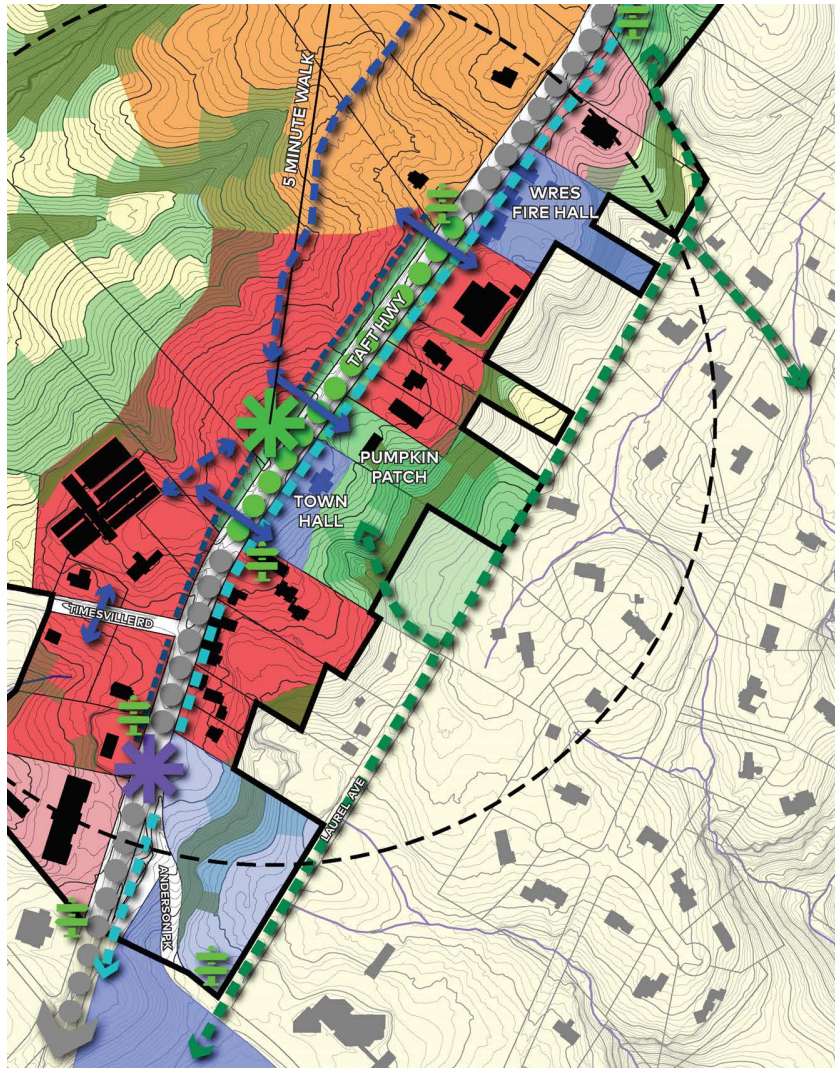 5 MINUTE WALK
WRES
FIRE HALL
TAFT HWY
PUMPKIN
PATCH
TOWN
HALL
TIMESVILLE RD
LAUREL AVE
ANDERSON PK